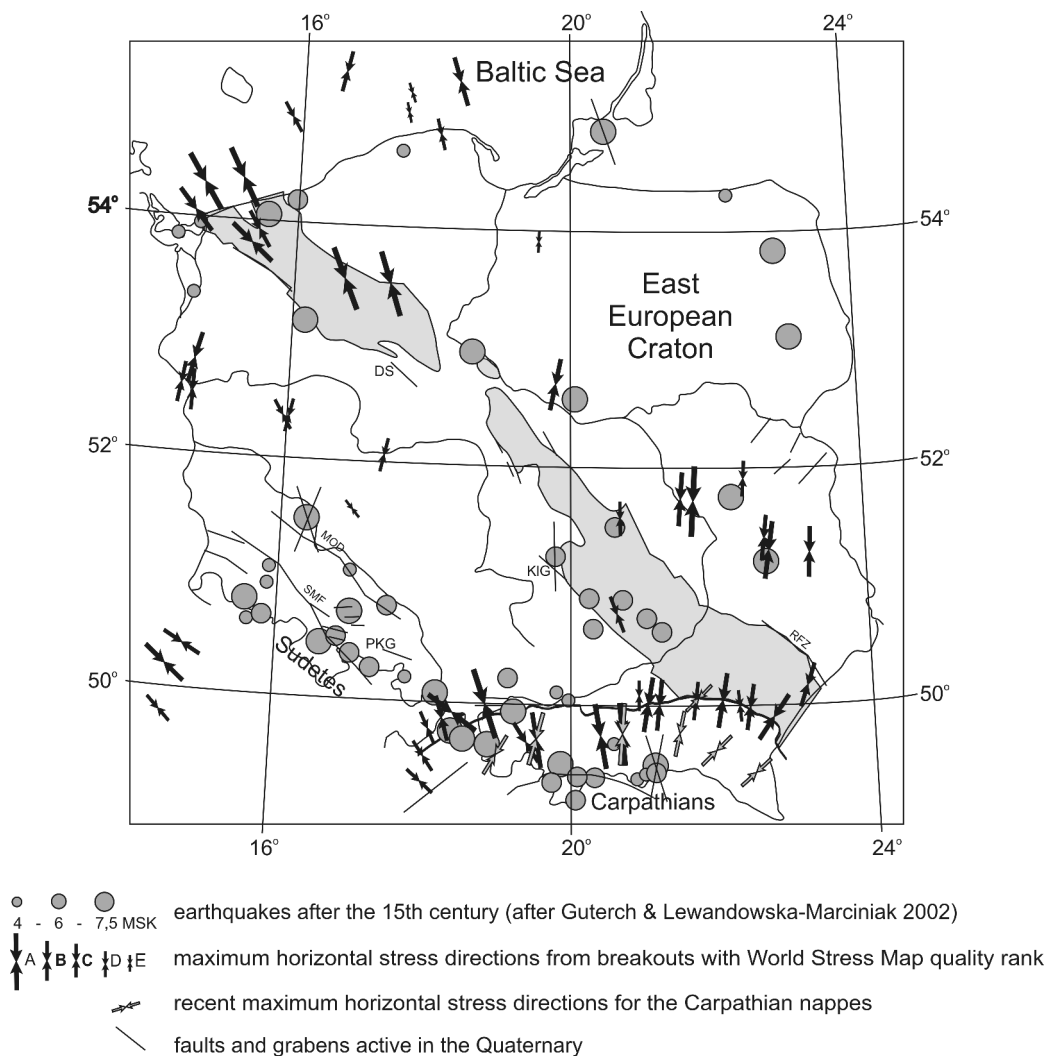 16°
20°
24°
Baltic Sea
54°
54°
East
European
Craton
DS
52°
52°
MOD
KIG
SMF
PKG
RFZ
Sudetes
50°
50°
Carpathians
16°
20°
24°
4 - 6 - 7,5 MSK
earthquakes after the 15th century (after Guterch & Lewandowska-Marciniak 2002)
A B C D E
maximum horizontal stress directions from breakouts with World Stress Map quality rank
recent maximum horizontal stress directions for the Carpathian nappes
faults and grabens active in the Quaternary